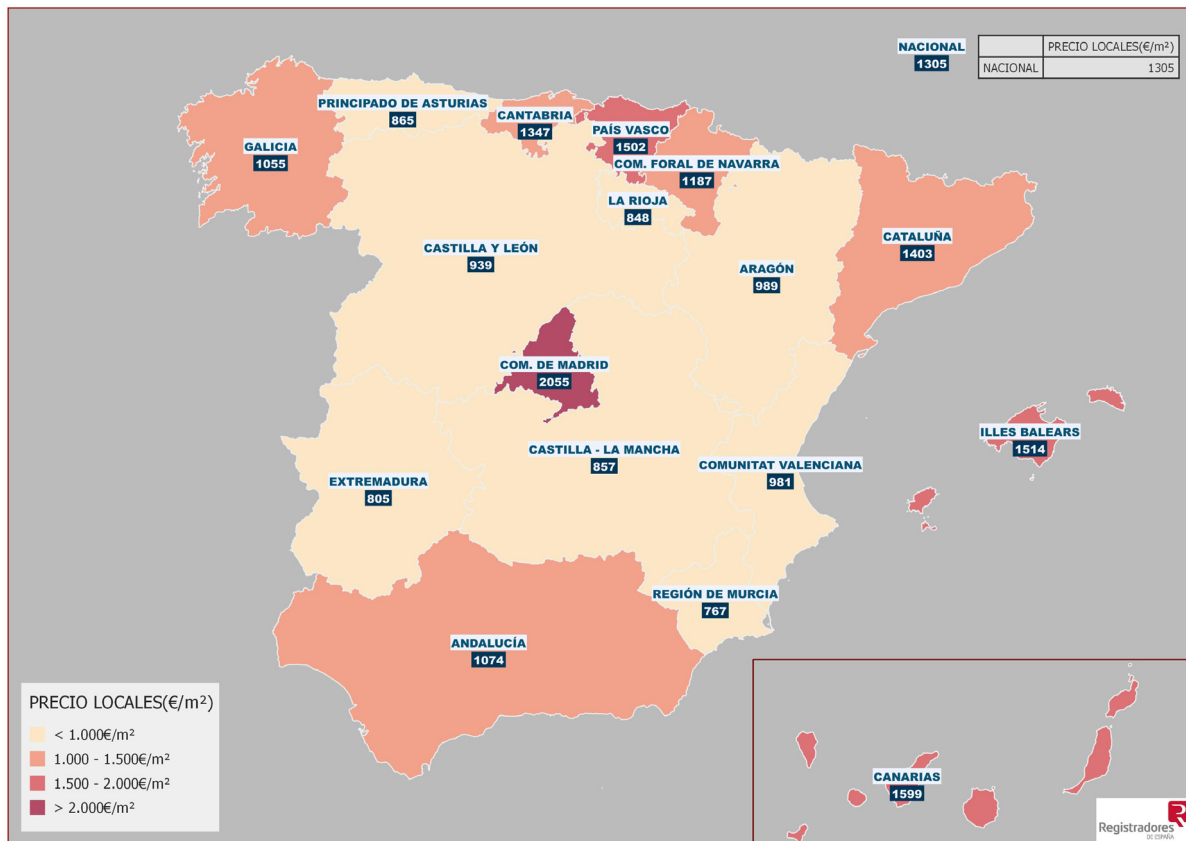 NACIONAL
1305
PRECIO LOCALES(€/m²)
NACIONAL 1305
PRINCIPADO DE ASTURIAS
865
CANTABRIA
1347
PAÍS VASCO
1502
GALICIA
1055
COM. FORAL DE NAVARRA
1187
LA RIOJA
848
CATALUÑA
1403
CASTILLA Y LEÓN
939
ARAGÓN
989
COM. DE MADRID
2055
ILLES BALEARS
1514
CASTILLA - LA MANCHA
857
COMUNITAT VALENCIANA
981
EXTREMADURA
805
REGIÓN DE MURCIA
767
ANDALUCÍA
1074
CANARIAS
1599
PRECIO LOCALES(€/m²)
< 1.000€/m²
1.000 - 1.500€/m²
1.500 - 2.000€/m²
> 2.000€/m²
Registradores
DE ESPAÑA